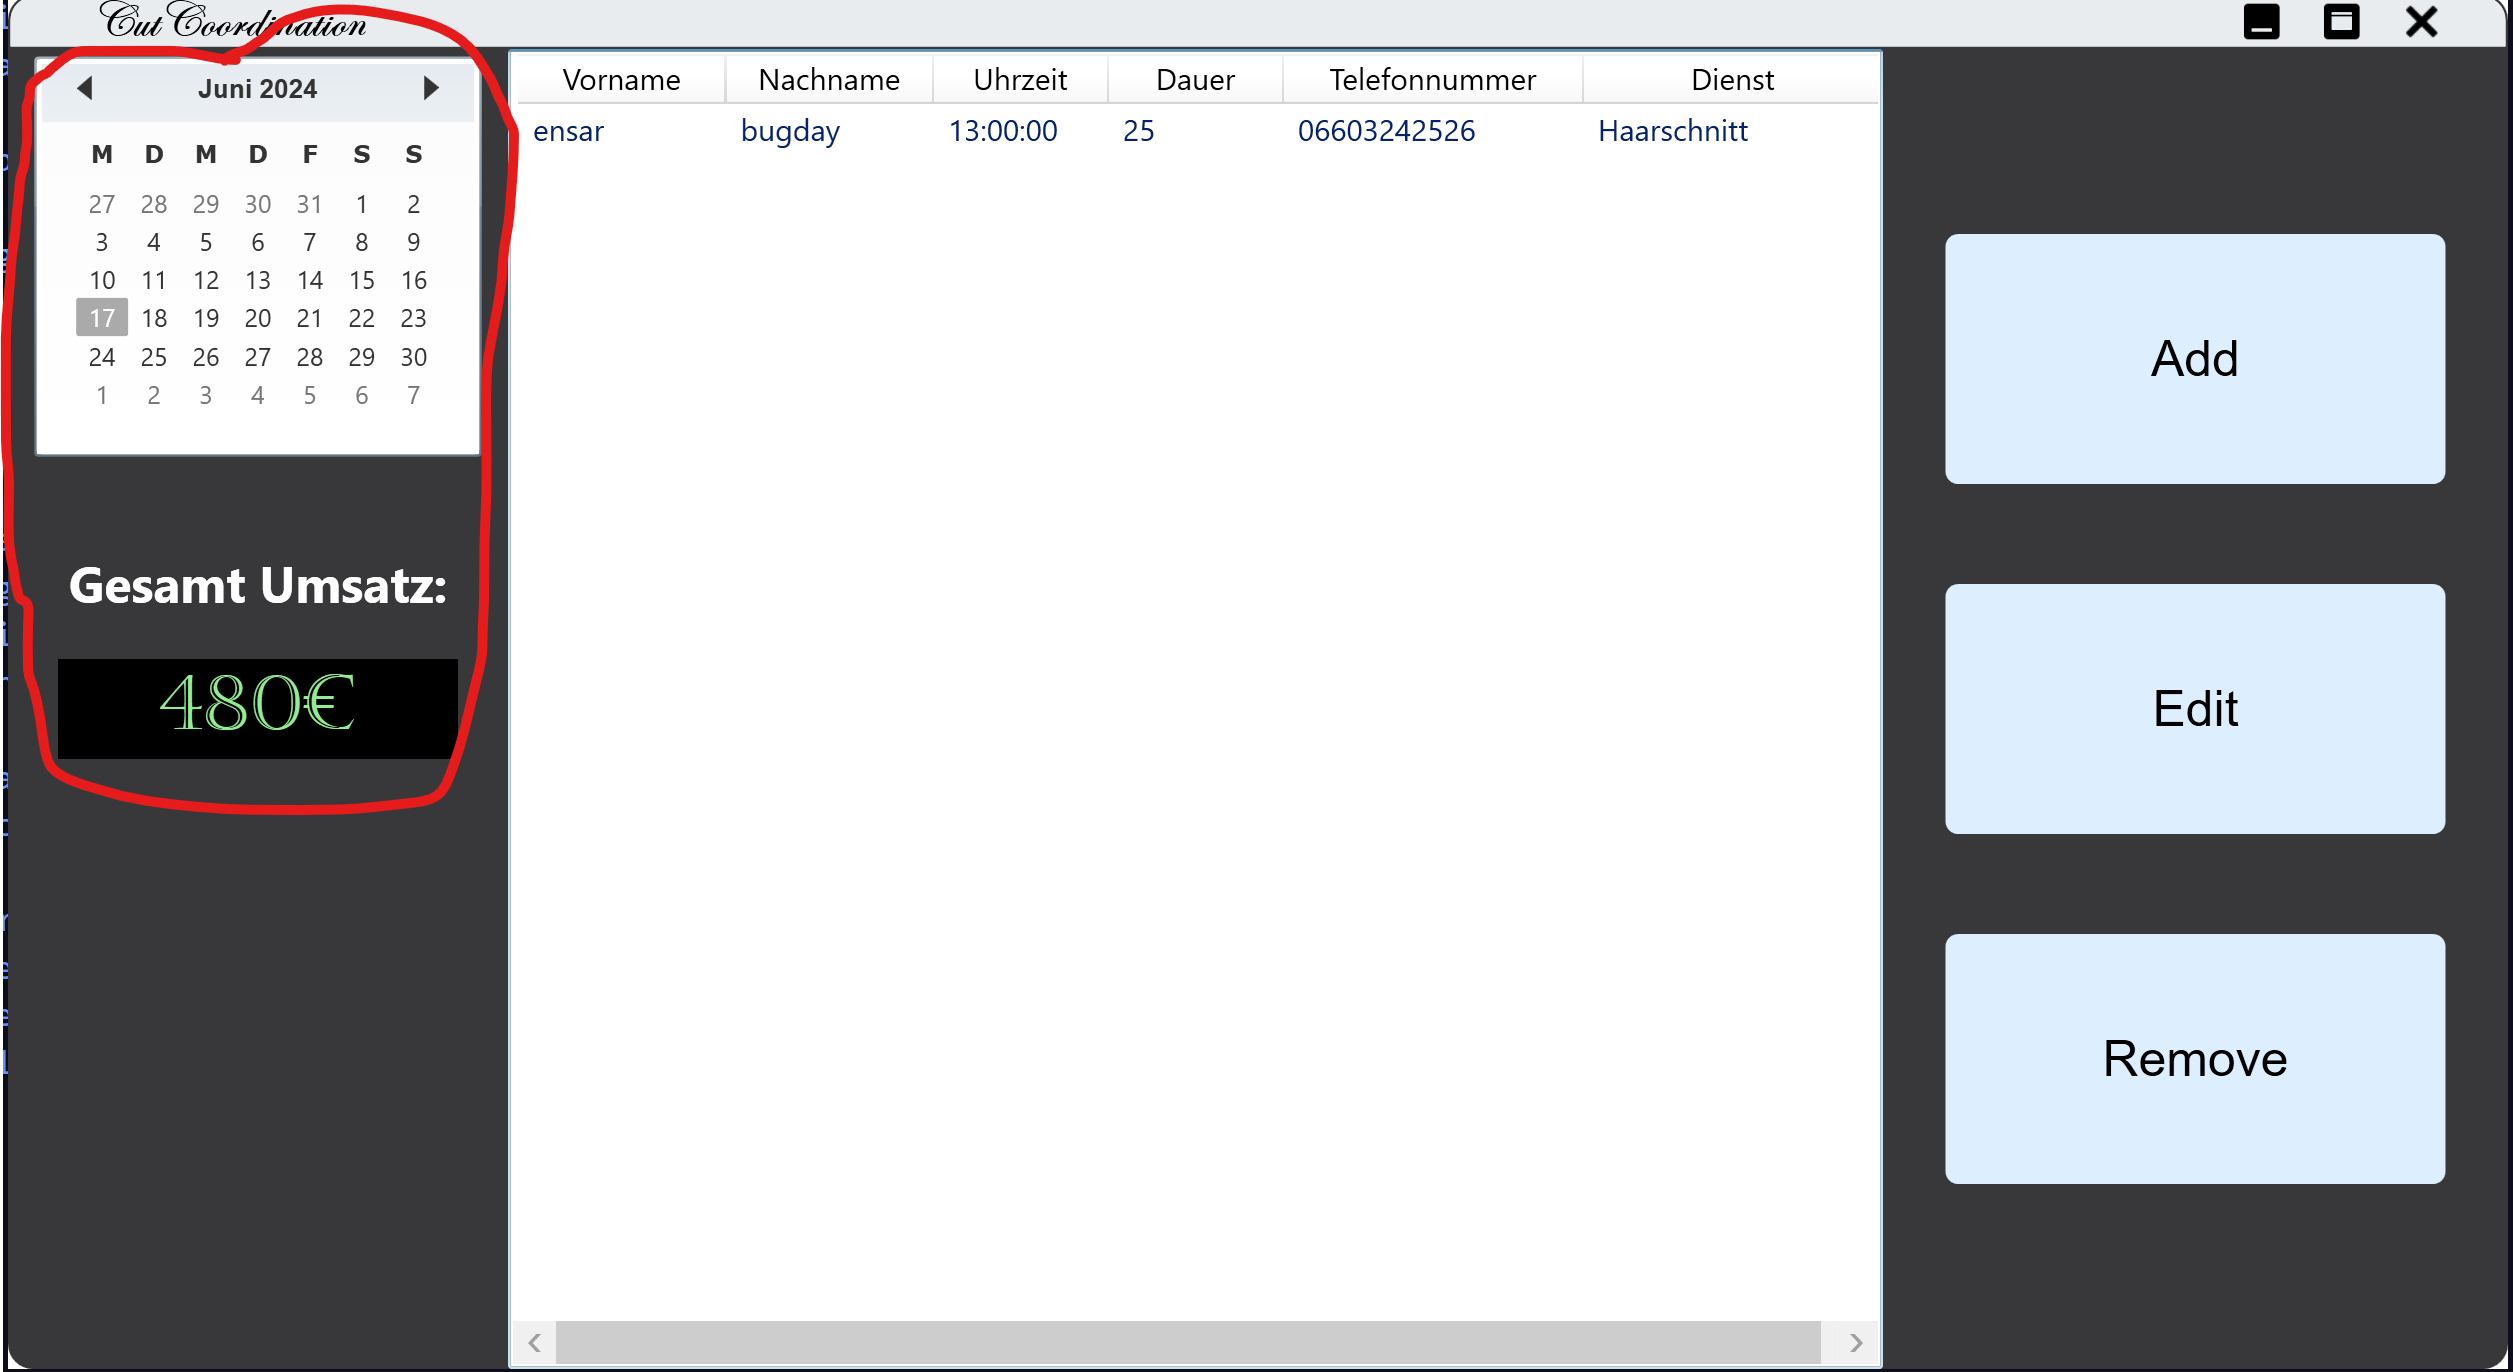 Cut Coordination
Juni 2024
M D M D F S S
27 28 29 30 31 1 2
3 4 5 6 7 8 9
10 11 12 13 14 15 16
17 18 19 20 21 22 23
24 25 26 27 28 29 30
1 2 3 4 5 6 7
Gesamt Umsatz:
480€
Vorname Nachname Uhrzeit Dauer Telefonnummer Dienst
ensar bugday 13:00:00 25 06603242526 Haarschnitt
Add
Edit
Remove